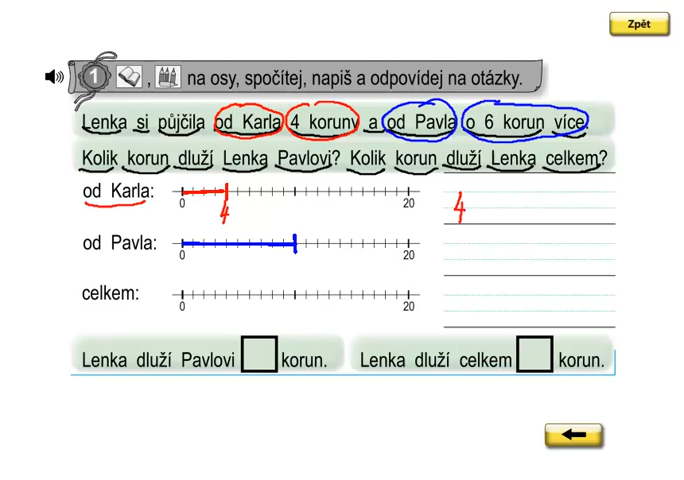 Zpět
1 , na osy, spočítej, napiš a odpovídej na otázky.
Lenka si půjčila od Karla 4 koruny a od Pavla o 6 korun více.
Kolik korun dluží Lenka Pavlovi? Kolik korun dluží Lenka celkem?
od Karla: 0 20 4
4
od Pavla: 0 20
celkem: 0 20
Lenka dluží Pavlovi korun. Lenka dluží celkem korun.